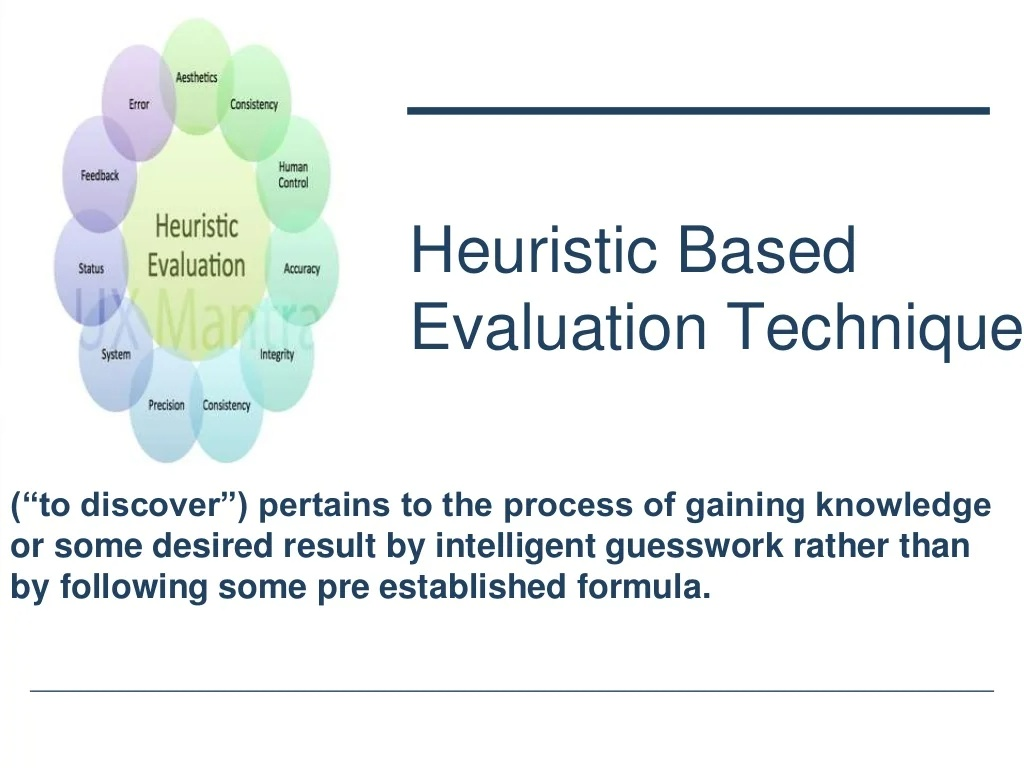 Aesthetics
Error
Consistency
Feedback
Human
Control
Heuristic
Evaluation
Status
Accuracy
UX Mantra
System
Integrity
Precision
Consistency
Heuristic Based
Evaluation Technique
(“to discover”) pertains to the process of gaining knowledge
or some desired result by intelligent guesswork rather than
by following some pre established formula.